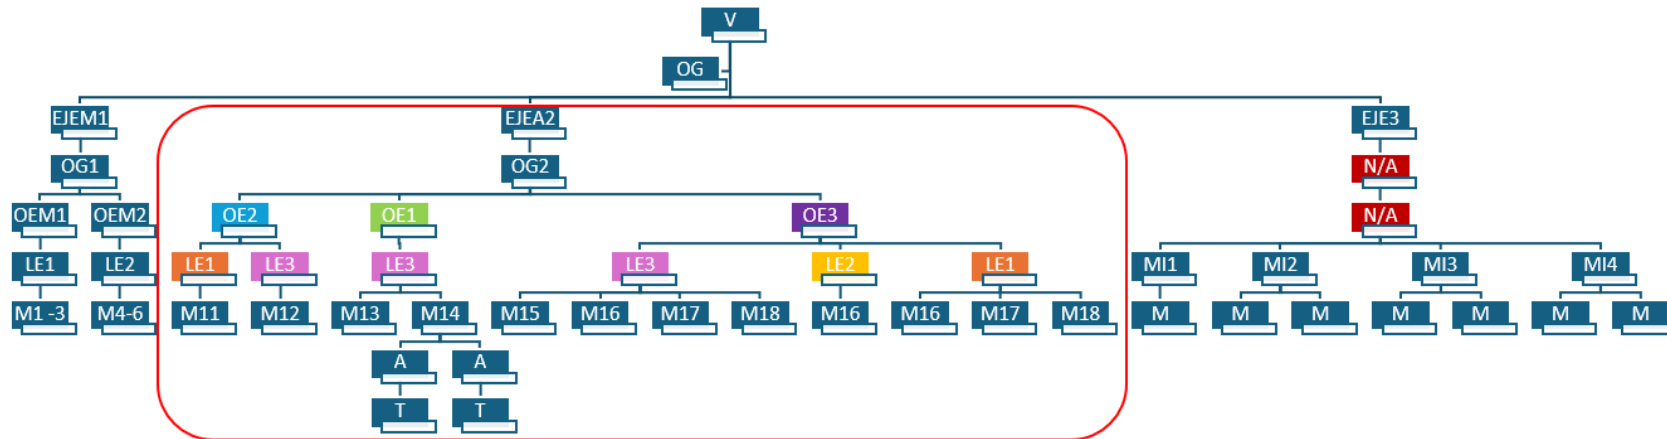 V
OG
EJEM1 EJEA2 EJE3
OG1 OG2 N/A
OEM1 OEM2 OE2 OE1 OE3 N/A
LE1 LE2 LE1 LE3 LE3 LE3 LE2 LE1 MI1 MI2 MI3 MI4
M1 -3 M4-6 M11 M12 M13 M14 M15 M16 M17 M18 M16 M16 M17 M18 M M M M M M M
A A
T T